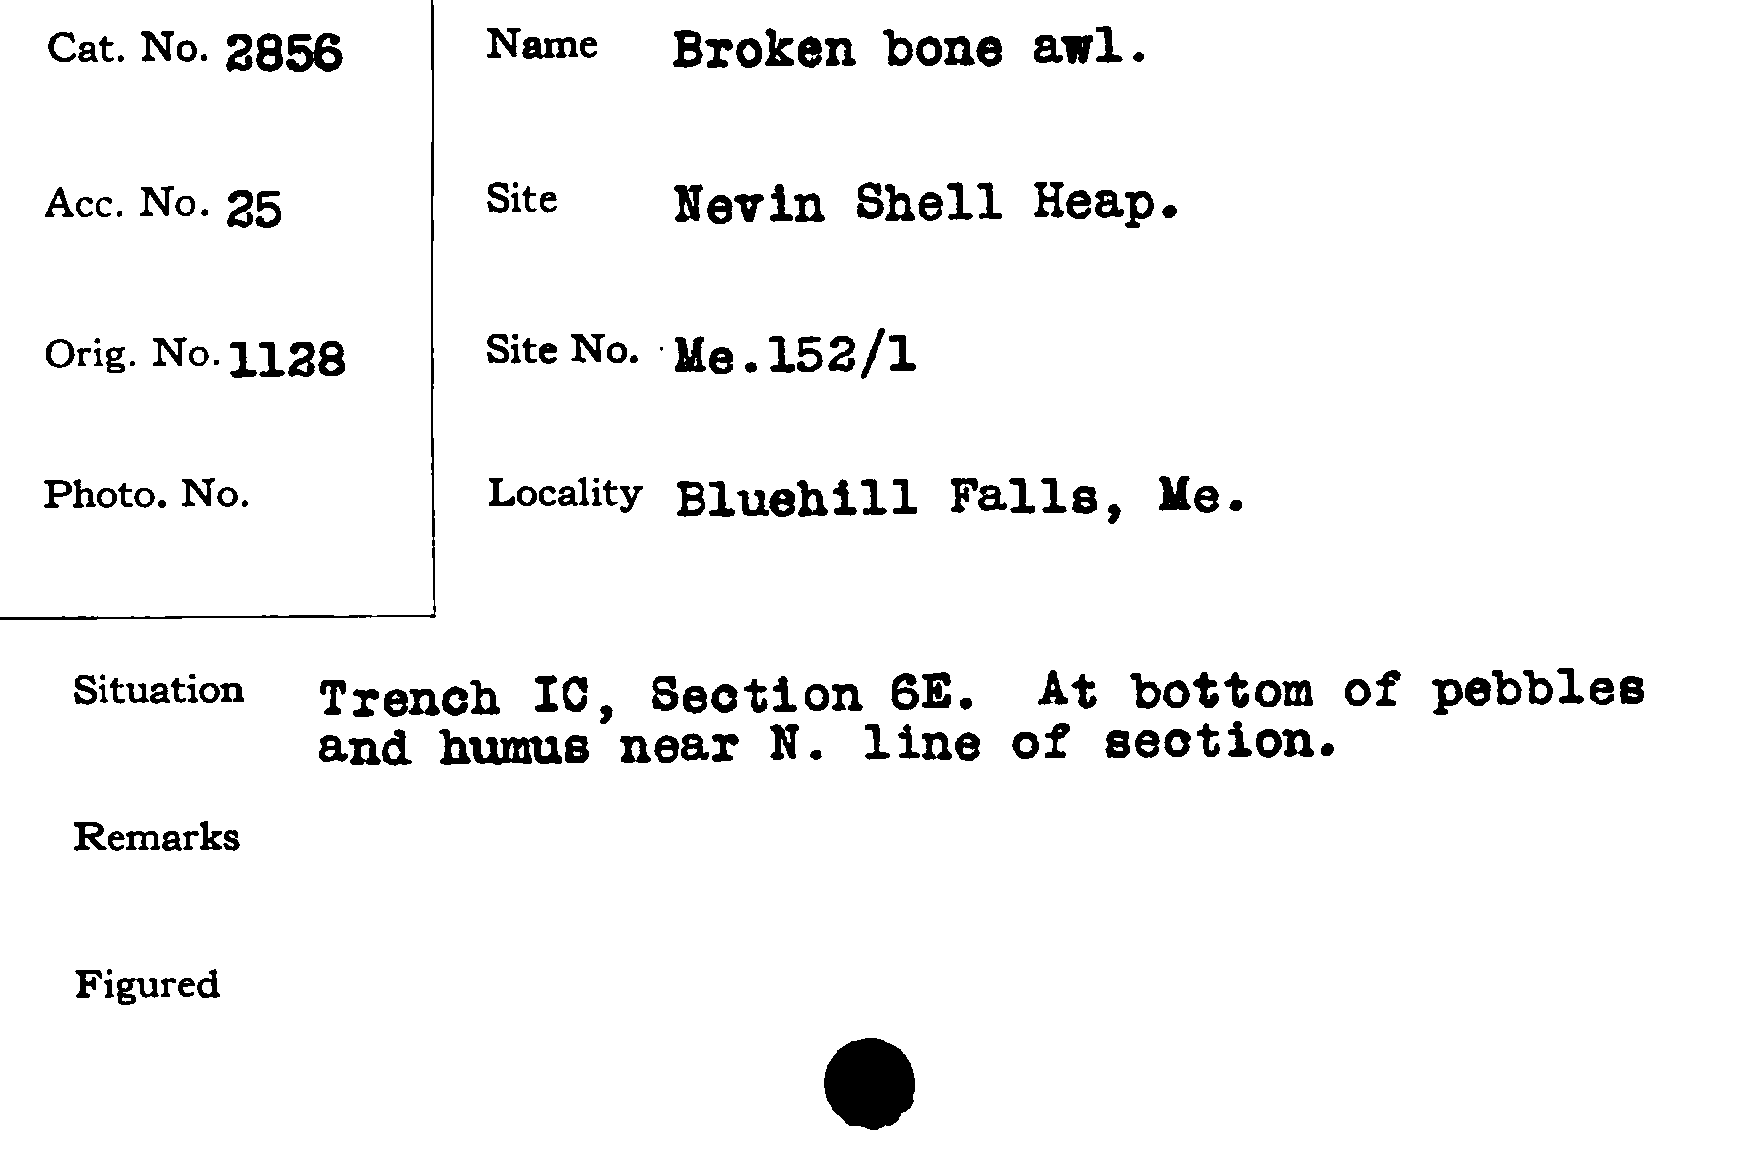 Cat. No. 2856
Name Broken bone awl.
Acc. No. 25
Site Nevin Shell Heap.
Orig. No. 1128
Site No. Me.152/1
Photo. No.
Locality Bluehill Falls, Me.
Situation Trench IC, Section 6E. At bottom of pebbles
and humus near N. line of section.
Remarks
Figured